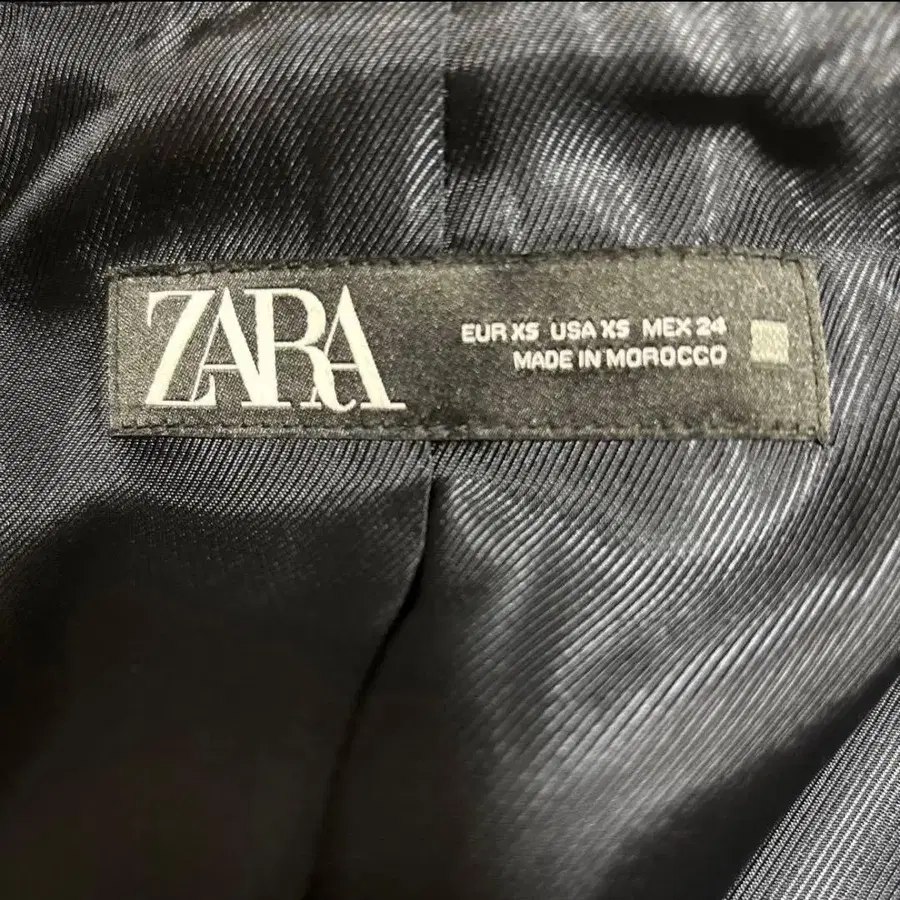 ZARA
EUR XS USA XS MEX 24
MADE IN MOROCCO